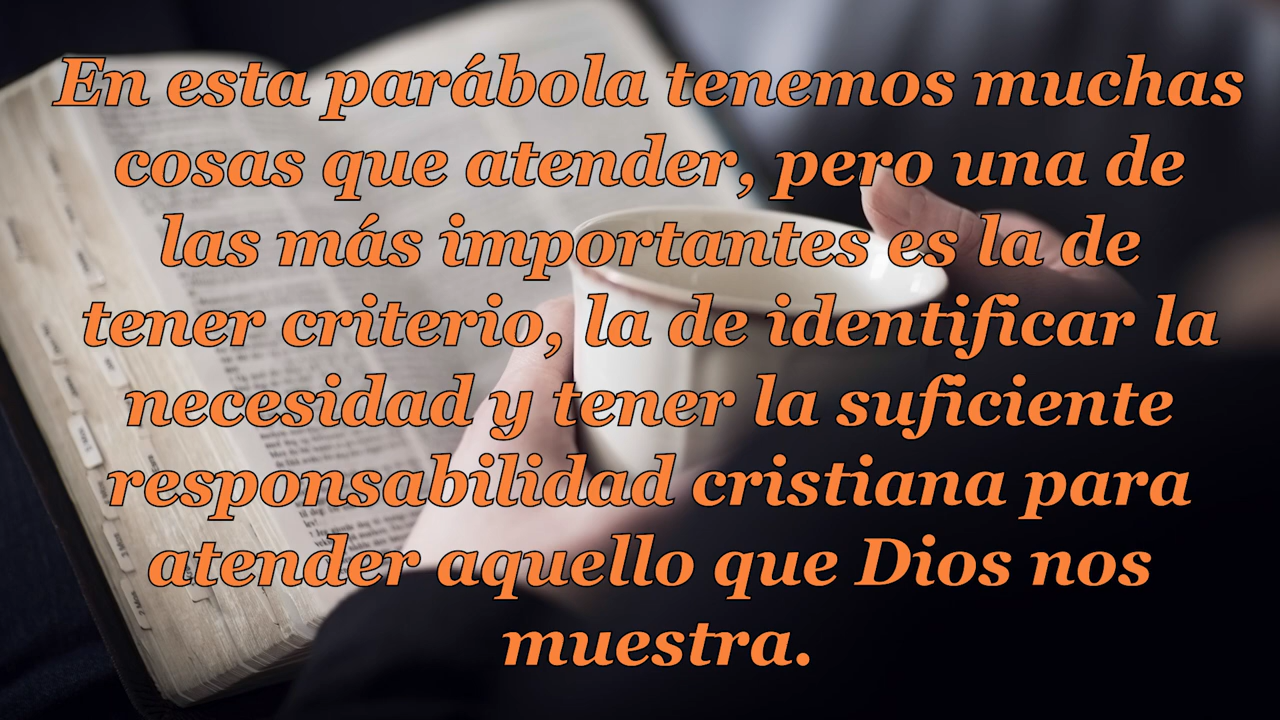 En esta parábola tenemos muchas
cosas que atender, pero una de
las más importantes es la de
tener criterio, la de identificar la
necesidad y tener la suficiente
responsabilidad cristiana para
atender aquello que Dios nos
muestra.